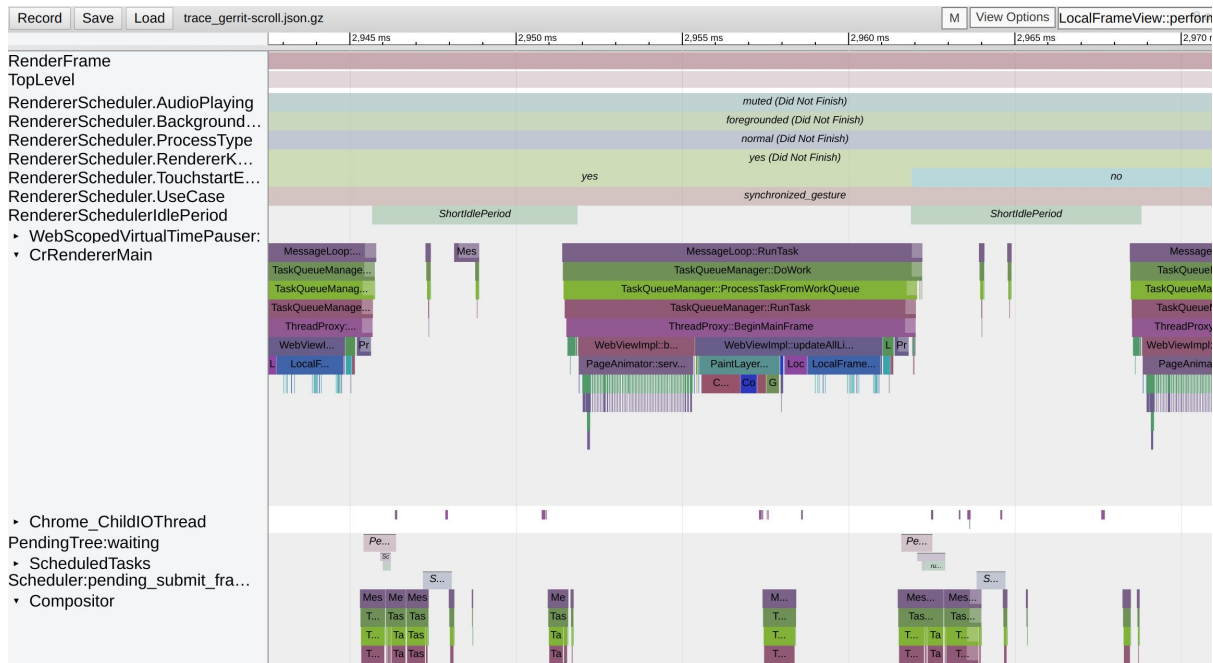 Record Save Load trace_gerrit-scroll.json.gz M View Options LocalFrameView::perform
2,945 ms 2,950 ms 2,955 ms 2,960 ms 2,965 ms 2,970 m
RenderFrame
TopLevel
RendererScheduler.AudioPlaying muted (Did Not Finish)
RendererScheduler.Background... foregrounded (Did Not Finish)
RendererScheduler.ProcessType normal (Did Not Finish)
RendererScheduler.RendererK... yes (Did Not Finish)
RendererScheduler.TouchstartE... yes no
RendererScheduler.UseCase synchronized_gesture
RendererSchedulerIdlePeriod ShortIdlePeriod ShortIdlePeriod
WebScopedVirtualTimePauser:
CrRendererMain MessageLoop:... Mes MessageLoop::RunTask Message
TaskQueueManage... TaskQueueManager::DoWork TaskQueue
TaskQueueManag... TaskQueueManager::ProcessTaskFromWorkQueue TaskQueueMa
TaskQueueManage... TaskQueueManager::RunTask TaskQueueM
ThreadProxy:... ThreadProxy::BeginMainFrame ThreadProxy
WebViewI... Pr WebViewImpl::b... WebViewImpl::updateAllLi... L Pr WebViewImpl:
L LocalF... PageAnimator::serv... PaintLayer... Loc LocalFrame... PageAnima
C... Co G
Chrome_ChildIOThread
PendingTree:waiting Pe... Pe...
ScheduledTasks Sc ru...
Scheduler:pending_submit_fra... S... S...
Compositor Mes Me Mes Me M... Mes... Mes...
T... Tas Tas Tas T... Tas... Tas...
T... Ta Tas Ta T... T... Ta T...
T... Ta Tas Ta T... T... Ta T...